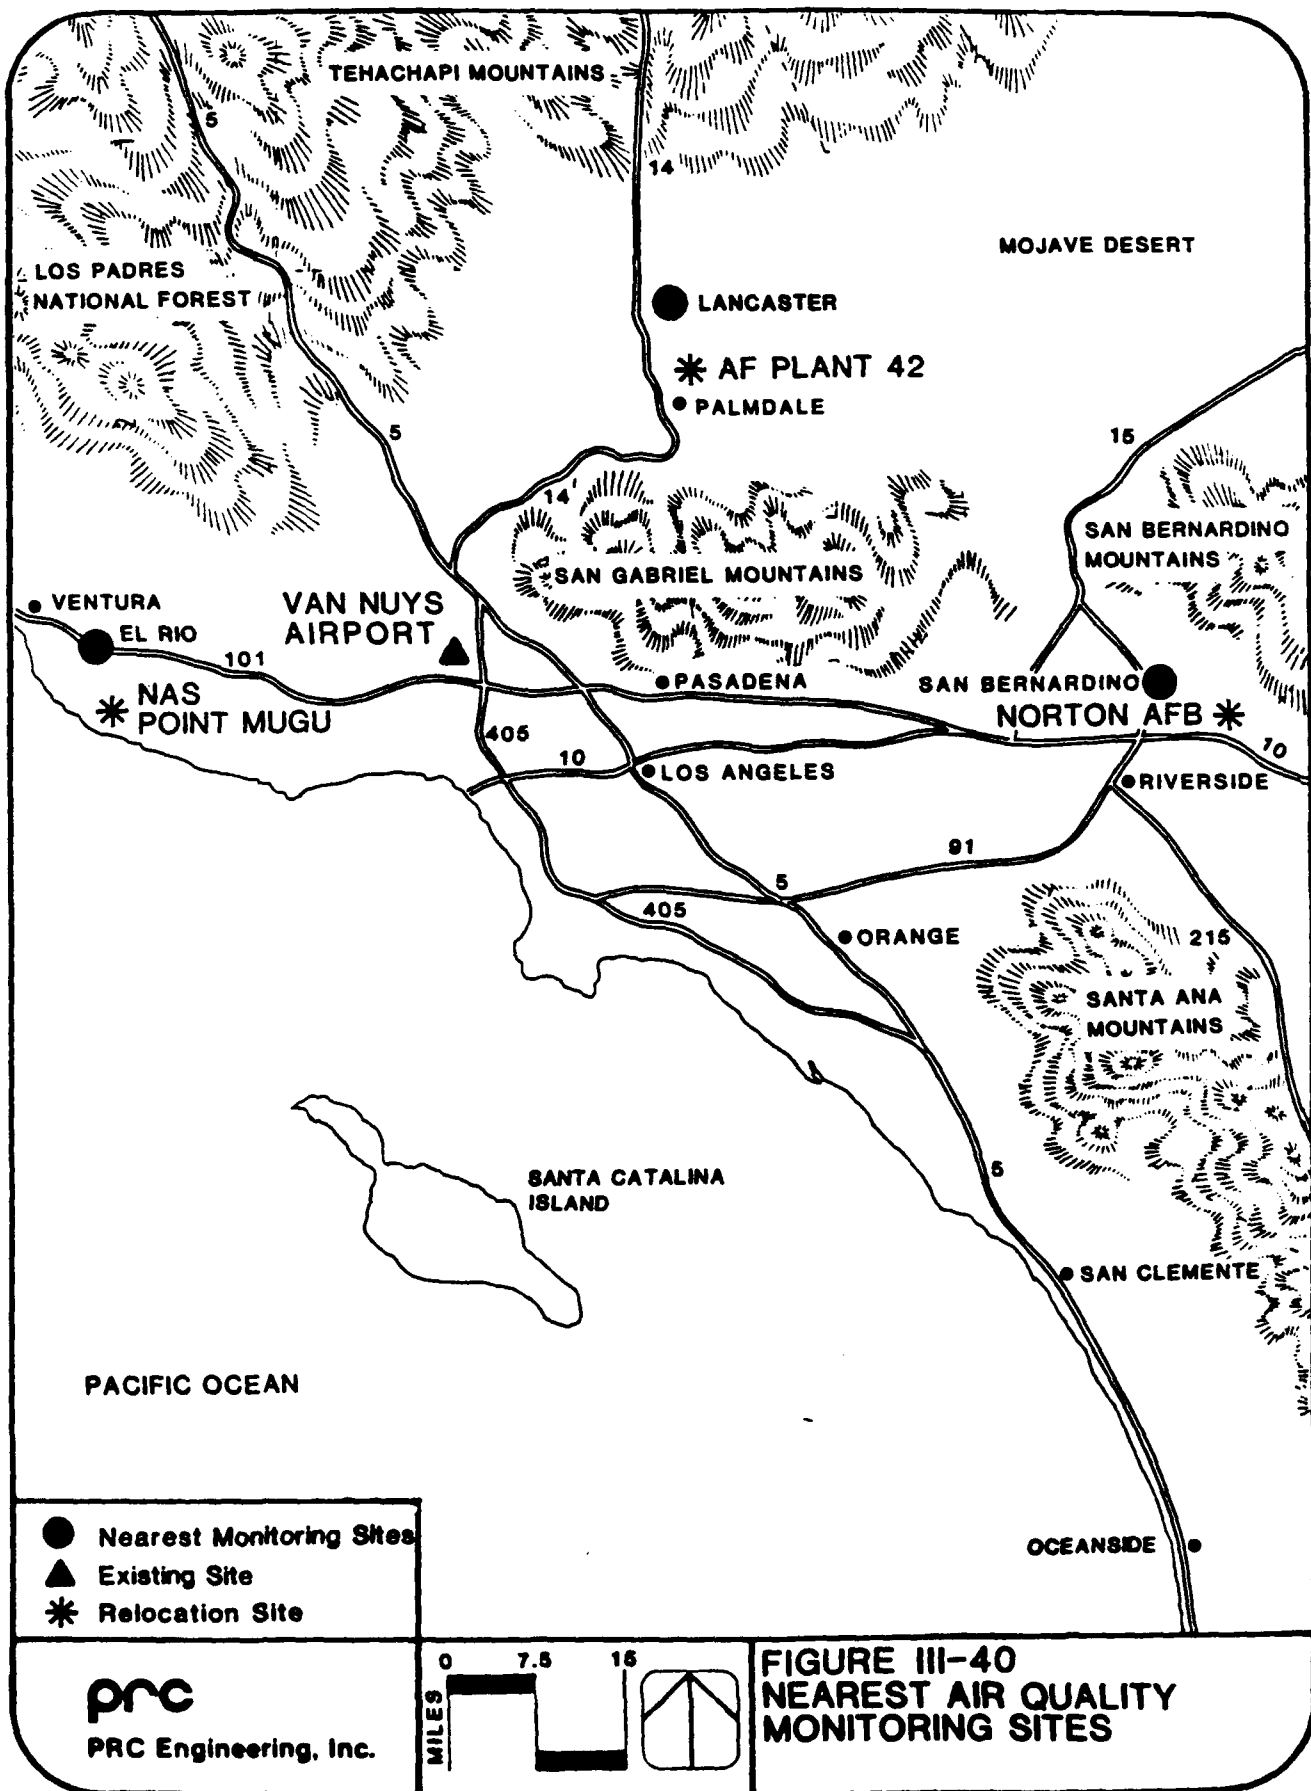 TEHACHAPI MOUNTAINS
5
14
MOJAVE DESERT
LOS PADRES
NATIONAL FOREST
LANCASTER
AF PLANT 42
PALMDALE
5
15
14
SAN BERNARDINO
MOUNTAINS
SAN GABRIEL MOUNTAINS
VENTURA
VAN NUYS
AIRPORT
EL RIO
101
PASADENA
SAN BERNARDINO
NAS
POINT MUGU
NORTON AFB
405
10
10
LOS ANGELES
RIVERSIDE
91
5
405
ORANGE
215
SANTA ANA
MOUNTAINS
5
SANTA CATALINA
ISLAND
SAN CLEMENTE
PACIFIC OCEAN
OCEANSIDE
Nearest Monitoring Sites
Existing Site
Relocation Site
prc
PRC Engineering, Inc.
0 7.5 15
MILES
FIGURE III-40
NEAREST AIR QUALITY
MONITORING SITES